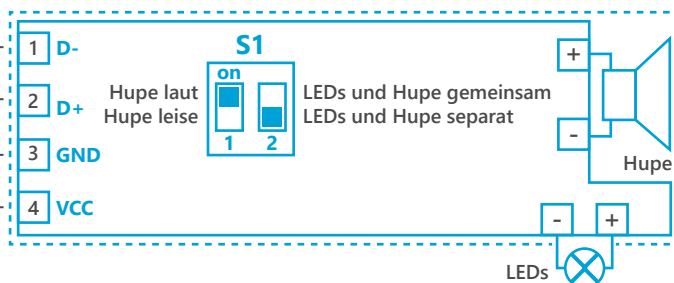 1 D-
2 D+
3 GND
4 VCC
S1
on
Hupe laut
Hupe leise
1 2
LEDs und Hupe gemeinsam
LEDs und Hupe separat
+
-
Hupe
- +
LEDs